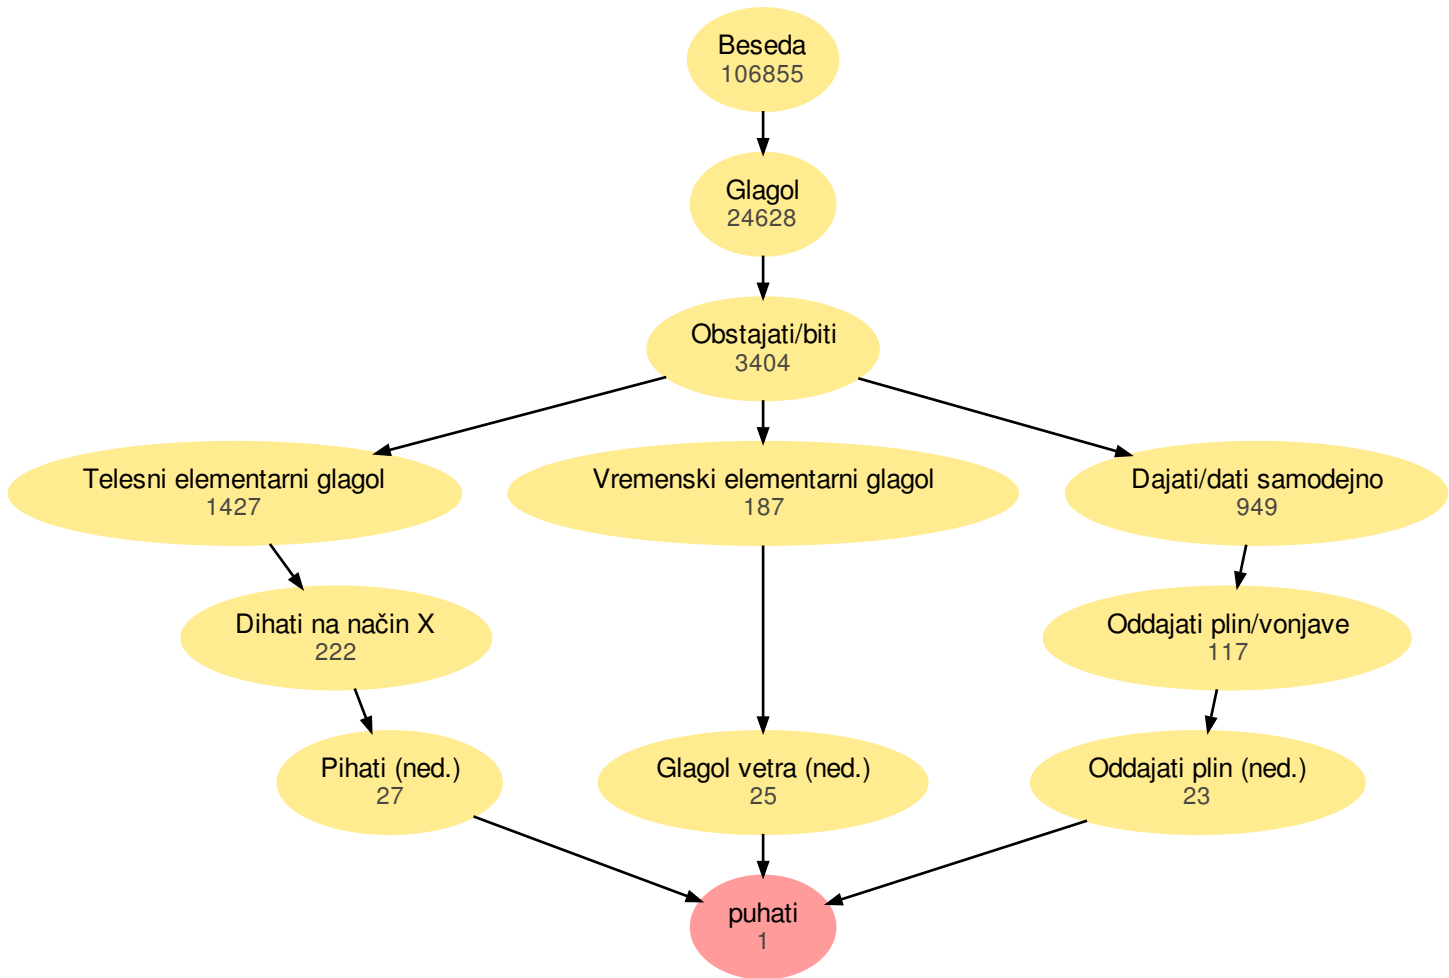 Beseda
106855
Glagol
24628
Obstajati/biti
3404
Telesni elementarni glagol
1427
Vremenski elementarni glagol
187
Dajati/dati samodejno
949
Dihati na način X
222
Oddajati plin/vonjave
117
Pihati (ned.)
27
Glagol vetra (ned.)
25
Oddajati plin (ned.)
23
puhati
1